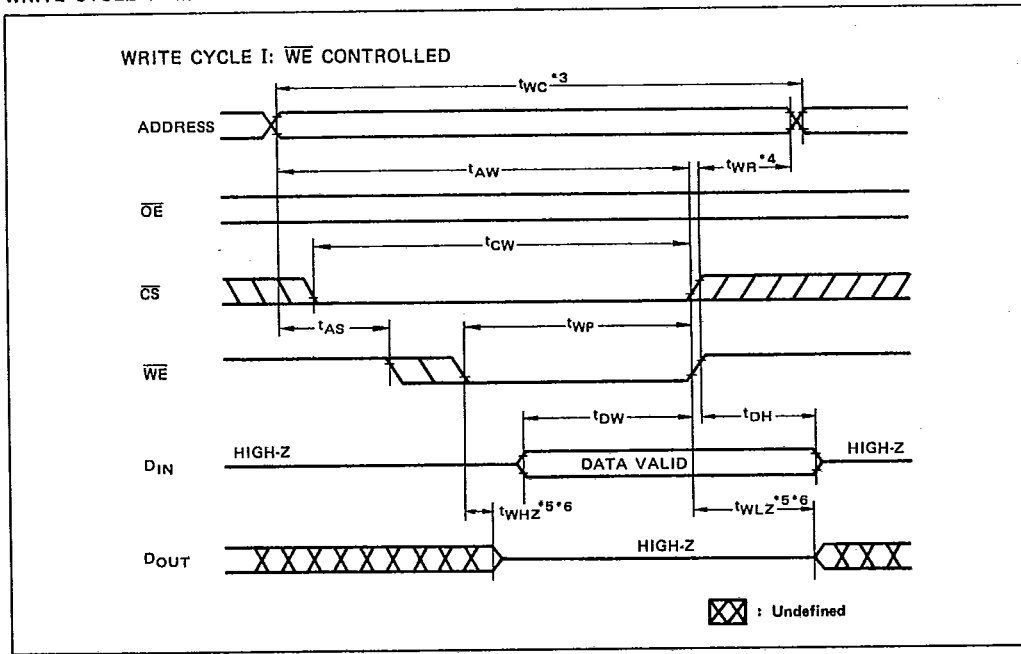 WRITE CYCLE I: WE CONTROLLED
tWC*3
ADDRESS
tAW
tWR*4
OE
tCW
CS
tAS
tWP
WE
tDW
tDH
HIGH-Z
DIN
DATA VALID
HIGH-Z
tWHZ*5*6
tWLZ*5*6
HIGH-Z
DOUT
: Undefined